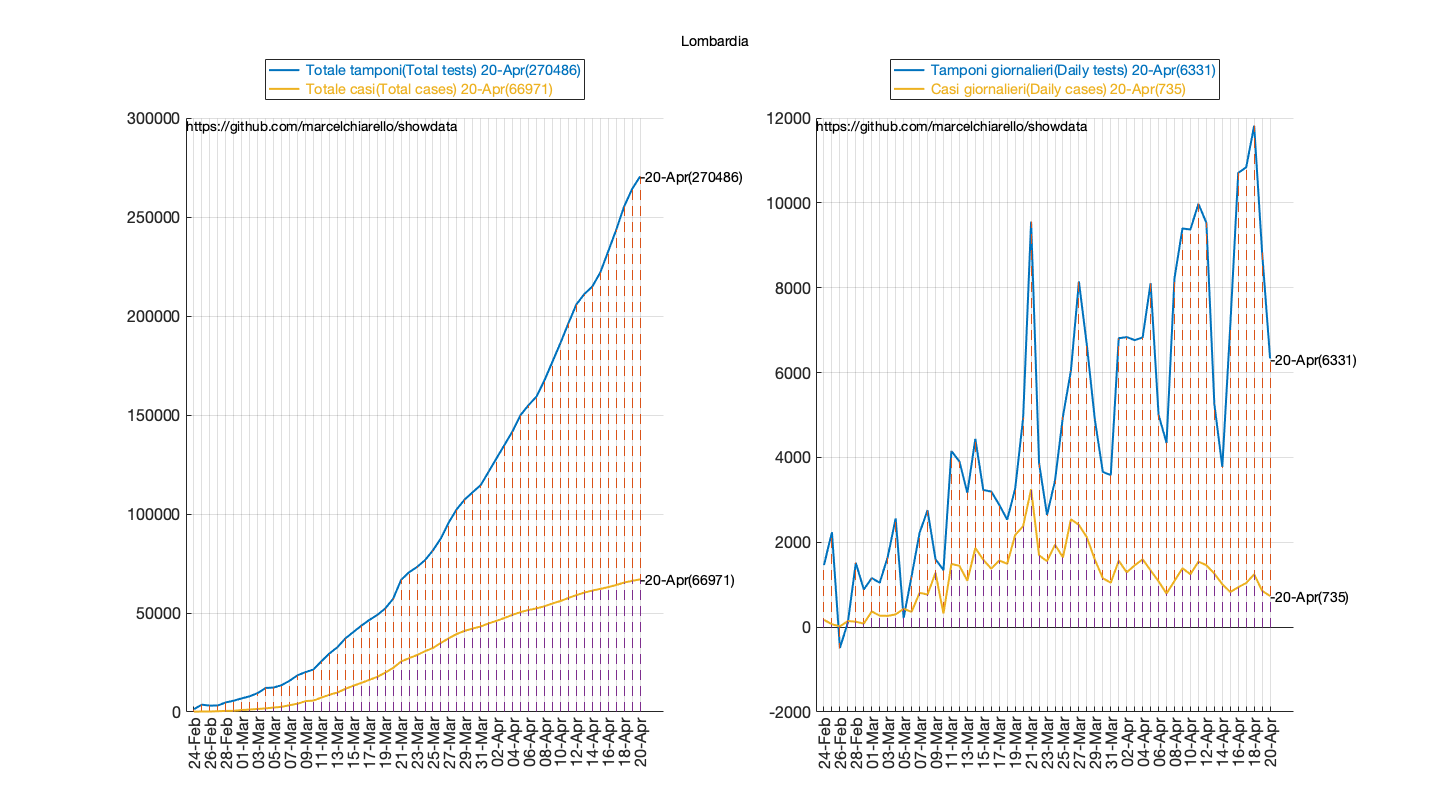 Lombardia
Totale tamponi(Total tests) 20-Apr(270486)
Totale casi(Total cases) 20-Apr(66971)
https://github.com/marcelchiarello/showdata
300000
250000
200000
150000
100000
50000
0
-20-Apr(270486)
-20-Apr(66971)
24-Feb
26-Feb
28-Feb
01-Mar
03-Mar
05-Mar
07-Mar
09-Mar
11-Mar
13-Mar
15-Mar
17-Mar
19-Mar
21-Mar
23-Mar
25-Mar
27-Mar
29-Mar
31-Mar
02-Apr
04-Apr
06-Apr
08-Apr
10-Apr
12-Apr
14-Apr
16-Apr
18-Apr
20-Apr
Tamponi giornalieri(Daily tests) 20-Apr(6331)
Casi giornalieri(Daily cases) 20-Apr(735)
https://github.com/marcelchiarello/showdata
12000
10000
8000
6000
4000
2000
0
-2000
-20-Apr(6331)
-20-Apr(735)
24-Feb
26-Feb
28-Feb
01-Mar
03-Mar
05-Mar
07-Mar
09-Mar
11-Mar
13-Mar
15-Mar
17-Mar
19-Mar
21-Mar
23-Mar
25-Mar
27-Mar
29-Mar
31-Mar
02-Apr
04-Apr
06-Apr
08-Apr
10-Apr
12-Apr
14-Apr
16-Apr
18-Apr
20-Apr